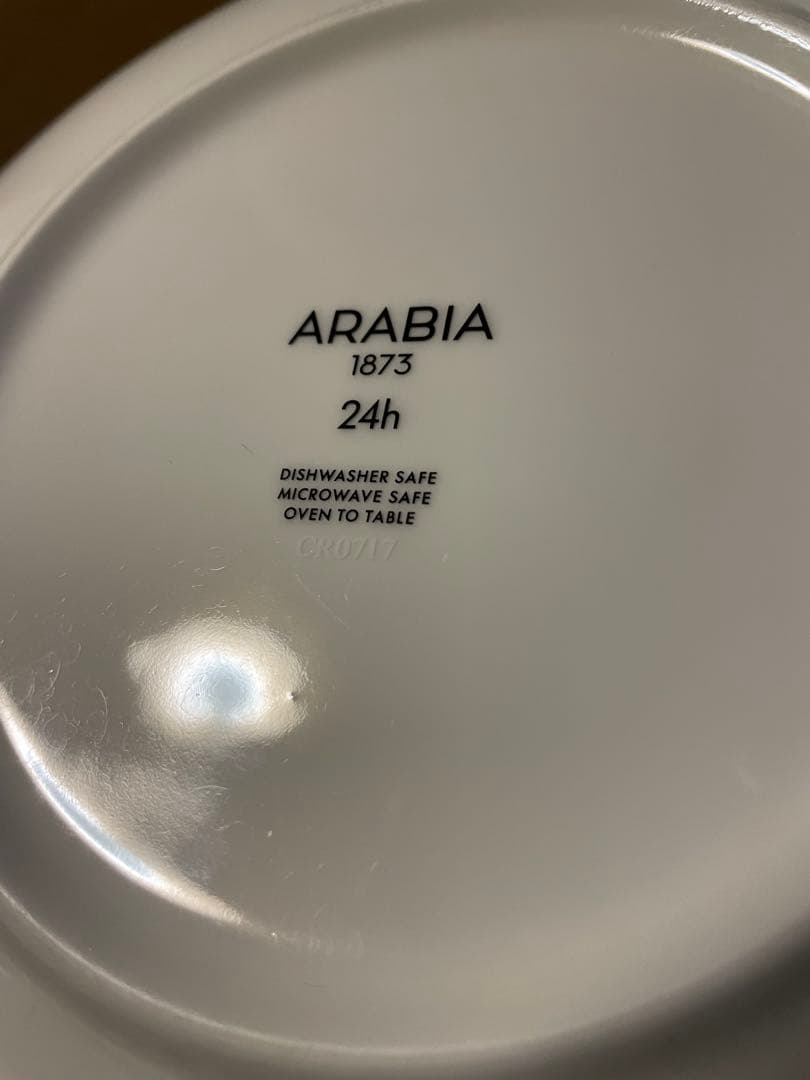 ARABIA
1873
24h
DISHWASHER SAFE
MICROWAVE SAFE
OVEN TO TABLE
CR0717